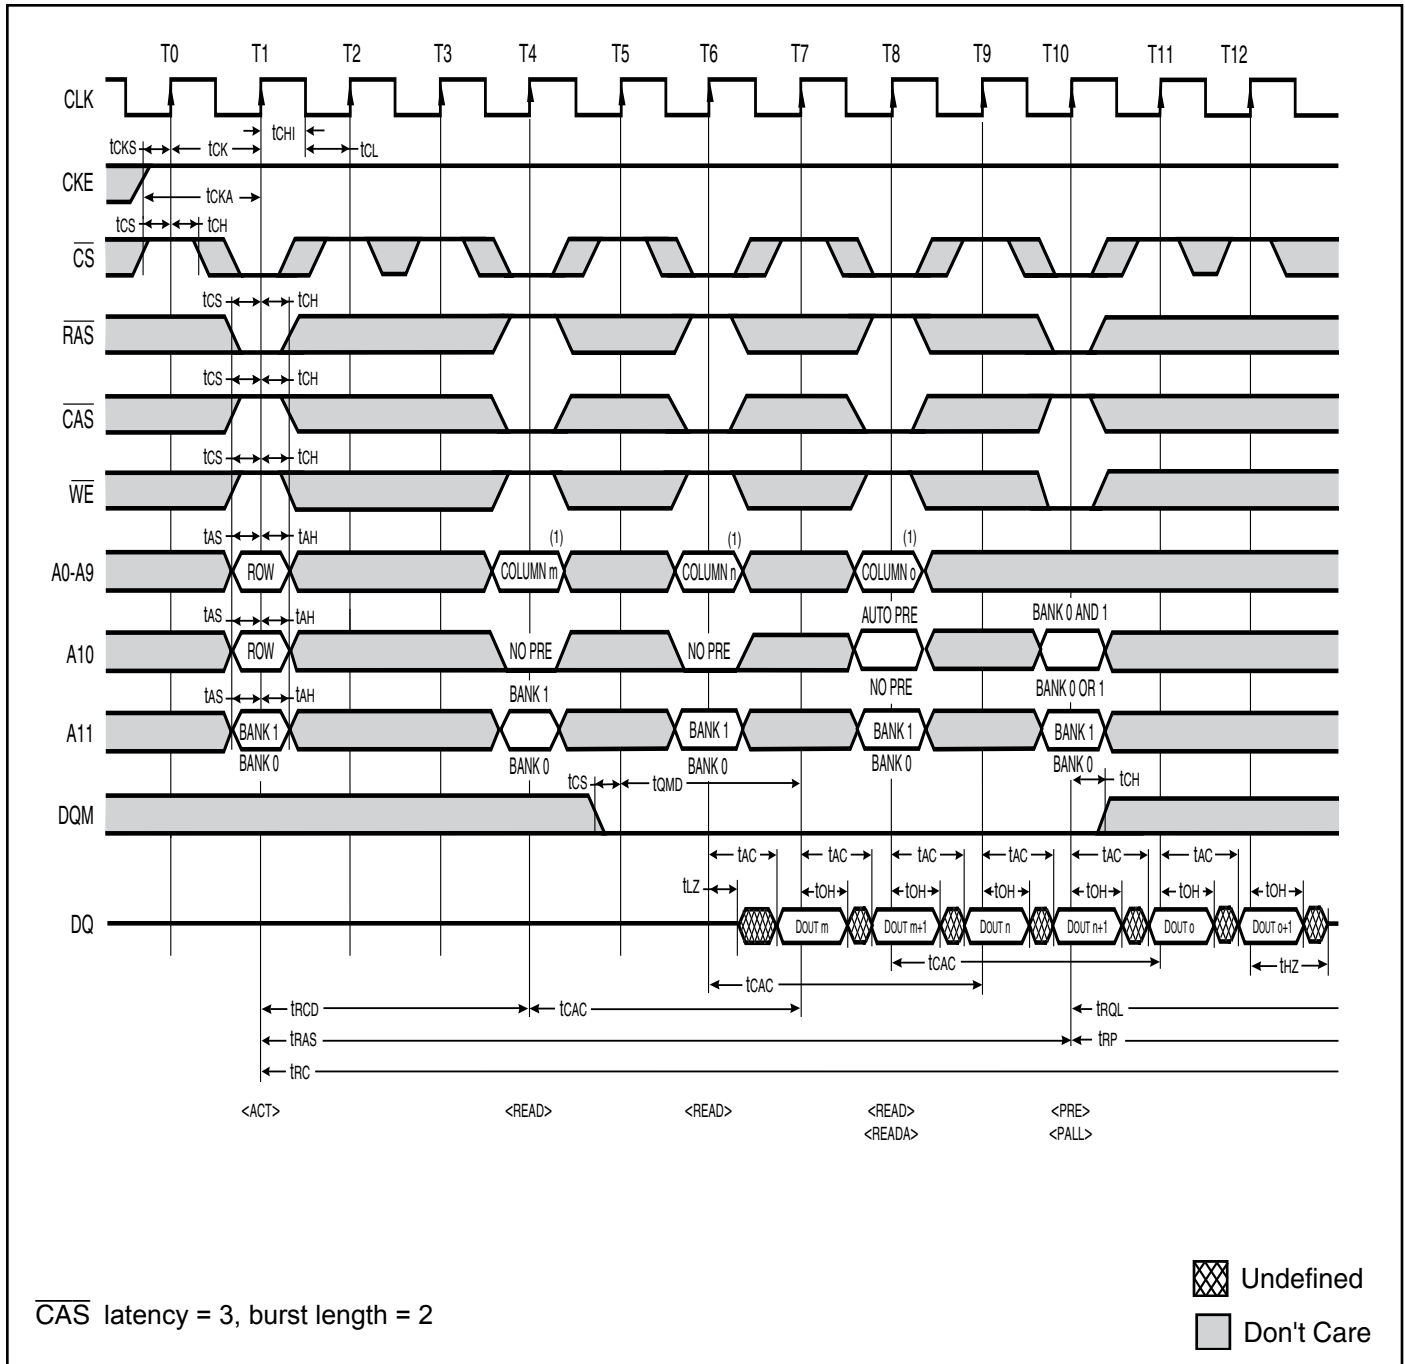 T0 T1 T2 T3 T4 T5 T6 T7 T8 T9 T10 T11 T12
CLK
tCHI
tCKS tCK tCL
CKE
tCKA
tCS tCH
CS
tCS tCH
RAS
tCS tCH
CAS
tCS tCH
WE
tAS tAH (1) (1) (1)
A0-A9 ROW COLUMN m COLUMN n COLUMN o
tAS tAH AUTO PRE BANK 0 AND 1
A10 ROW NO PRE NO PRE
tAS tAH BANK 1 NO PRE BANK 0 OR 1
A11 BANK 1 BANK 1 BANK 1 BANK 1
BANK 0 BANK 0 BANK 0 BANK 0 BANK 0
tCS tQMD tCH
DQM
tAC tAC tAC tAC tAC tAC
tLZ tOH tOH tOH tOH tOH tOH
DQ DOUT m DOUT m+1 DOUT n DOUT n+1 DOUT o DOUT o+1
tCAC tHZ
tCAC
tRCD tCAC tRQL
tRAS tRP
tRC
<ACT> <READ> <READ> <READ> <PRE>
<READA> <PALL>
Undefined
CAS latency = 3, burst length = 2
Don't Care